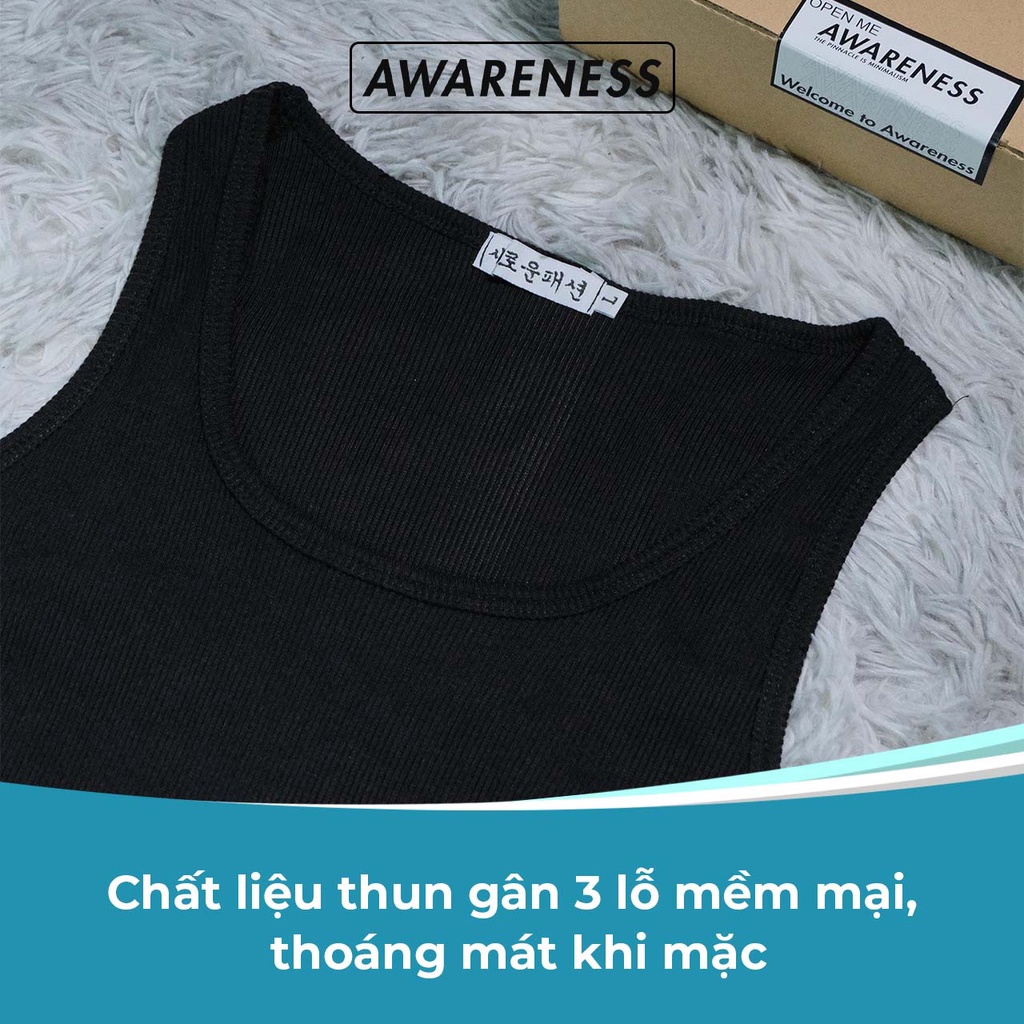 AWARENESS
OPEN ME
AWARENESS
THE PINNACLE IS MINIMALISM
Welcome to Awareness
시로운패션
1
Chất liệu thun gân 3 lỗ mềm mại,
thoáng mát khi mặc